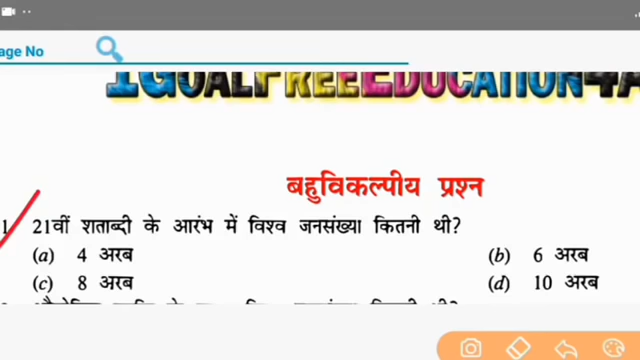 age No
1GOALFREEEDUCATION4A
बहुविकल्पीय प्रश्न
1 21वीं शताब्दी के आरंभ में विश्व जनसंख्या कितनी थी?
(a) 4 अरब (b) 6 अरब
(c) 8 अरब (d) 10 अरब